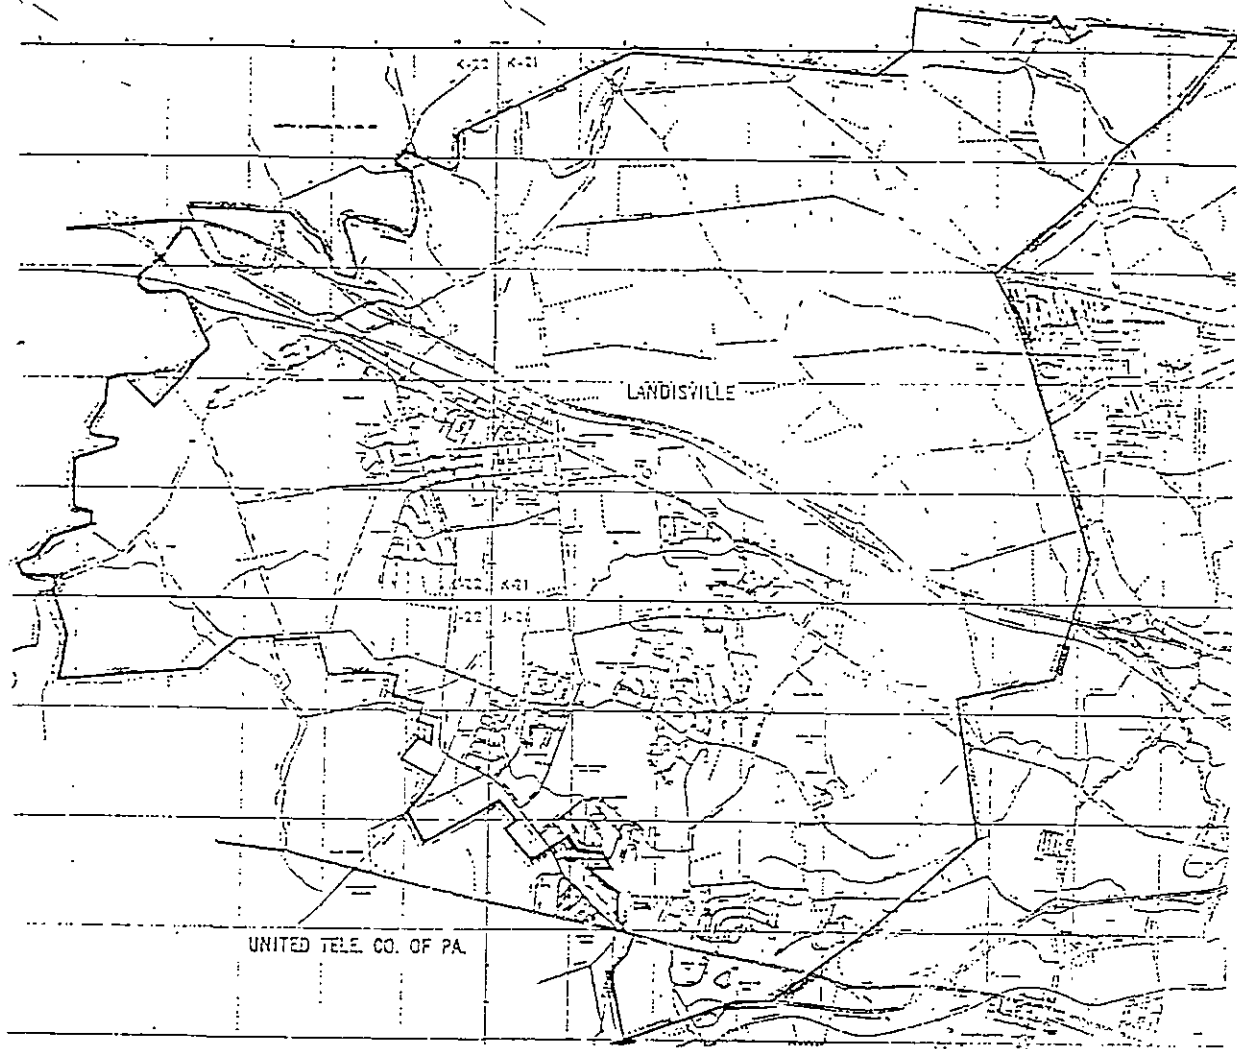 K-22 K-21
LANDISVILLE
K-22 K-21
J-22 J-21
UNITED TELE. CO. OF PA.